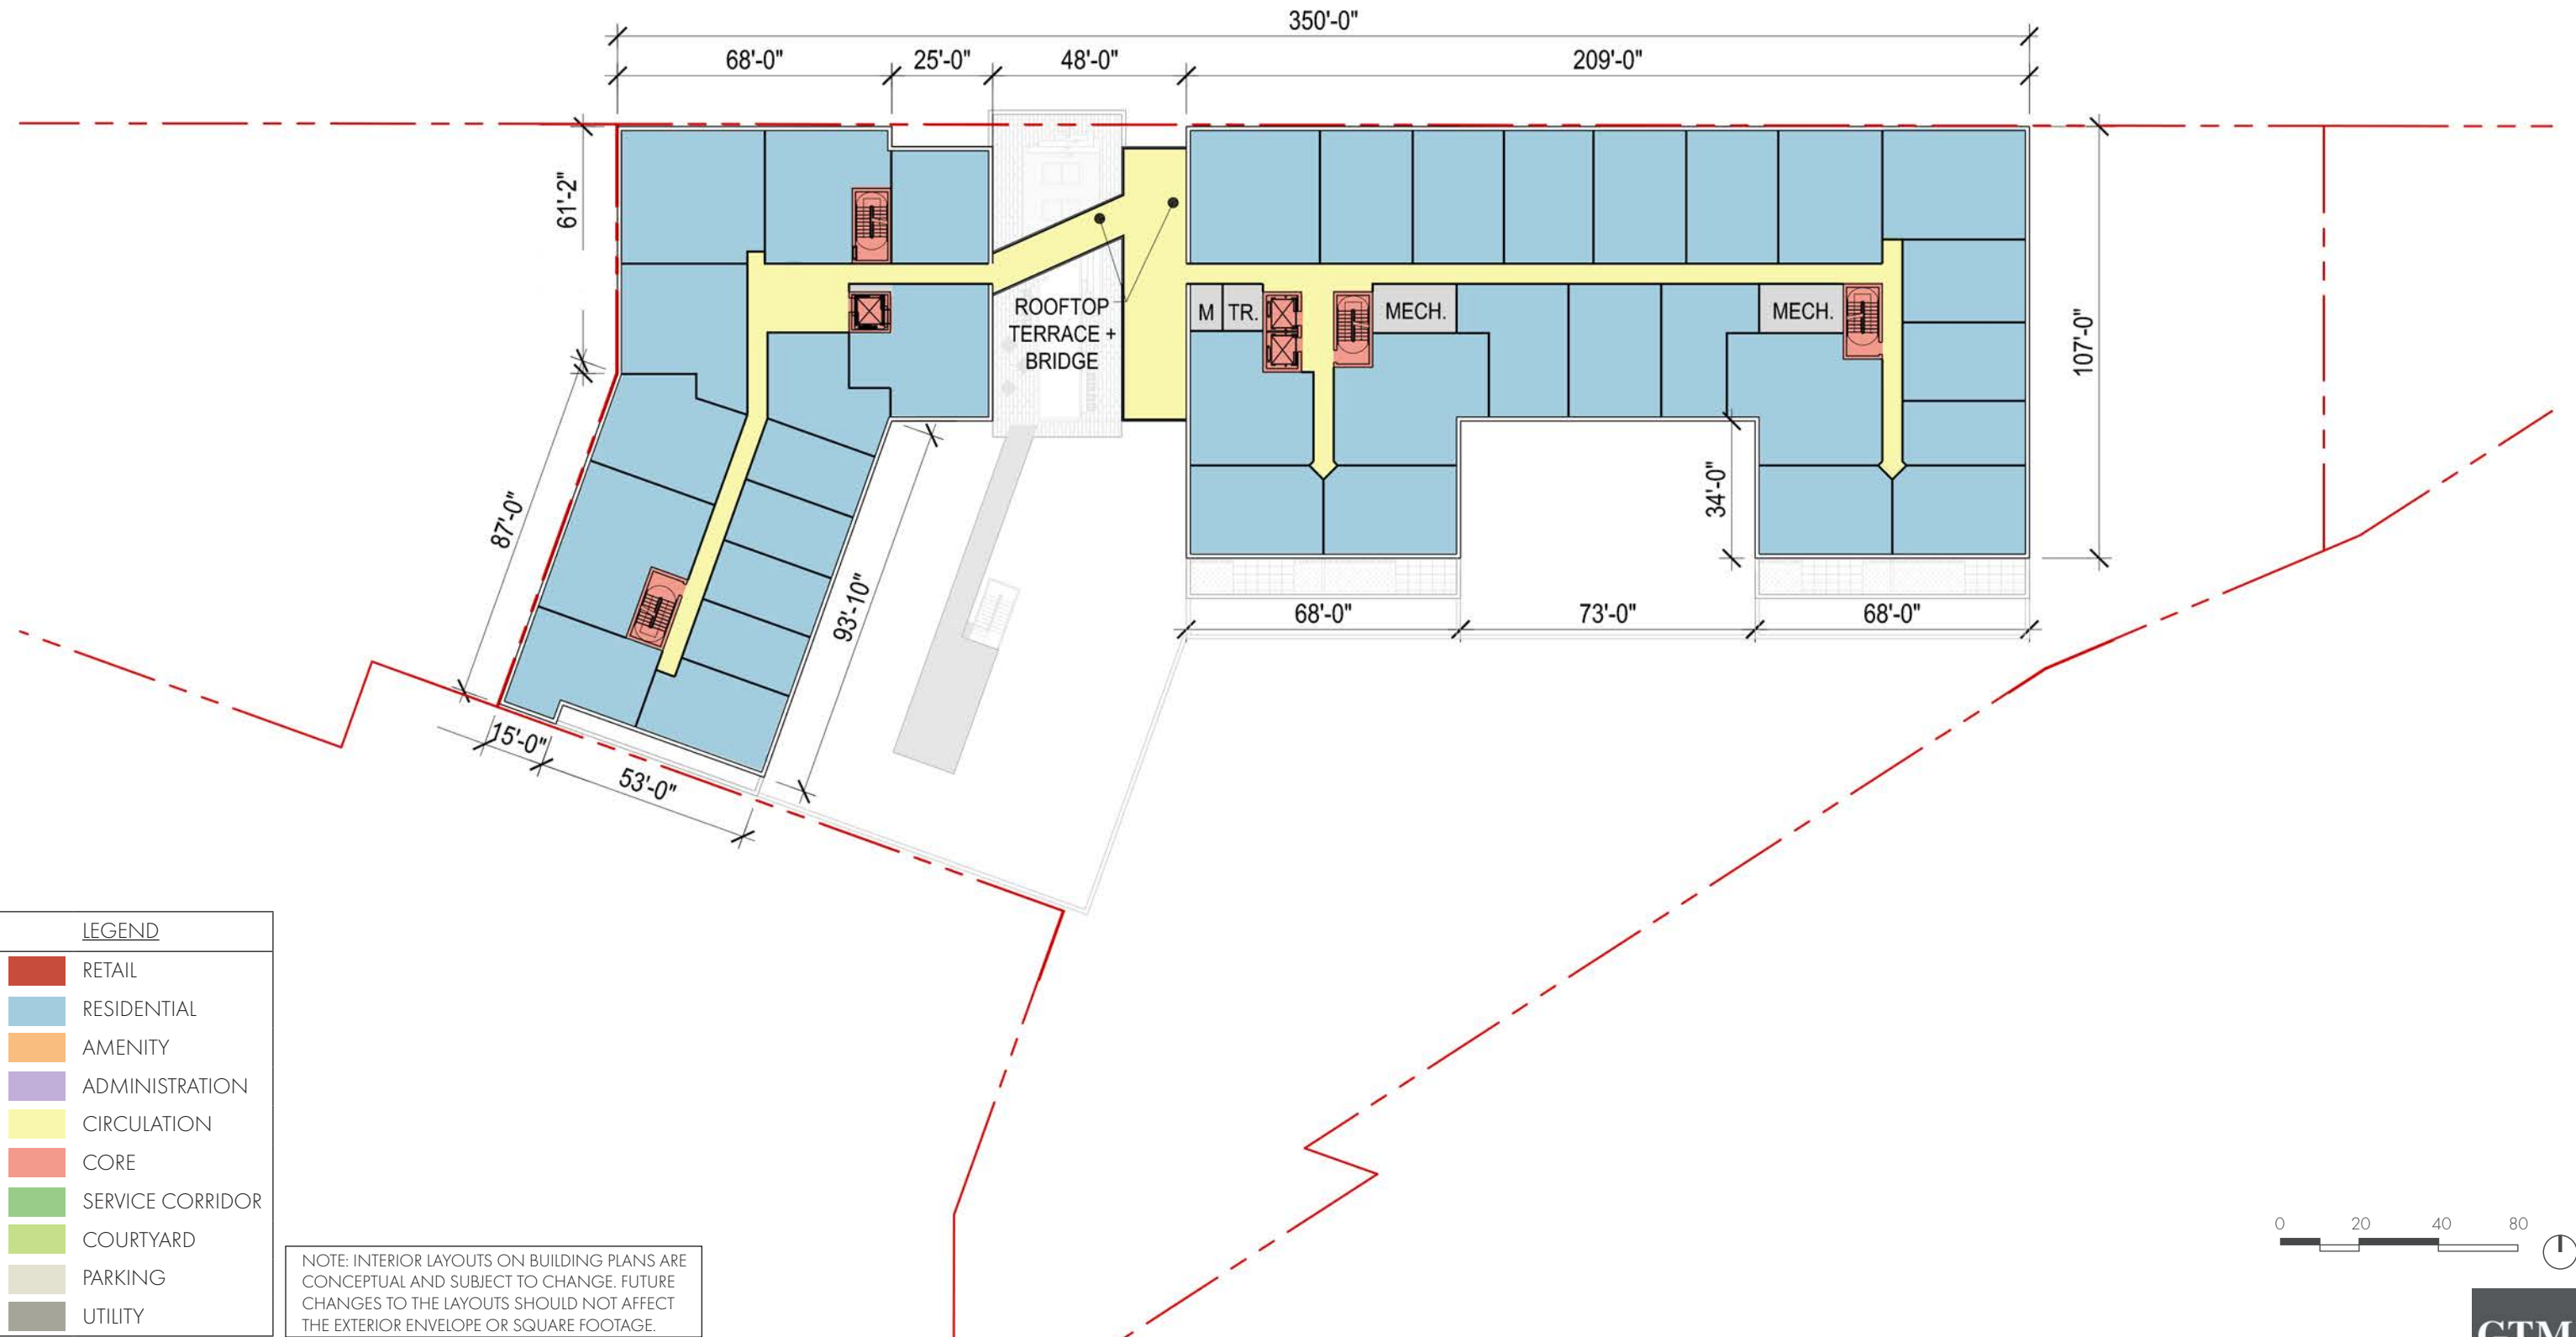 350'-0"
68'-0"
25'-0"
48'-0"
209'-0"
61'-2"
107'-0"
ROOFTOP
TERRACE +
BRIDGE
M
TR.
MECH.
MECH.
87'-0"
93'-10"
34'-0"
68'-0"
73'-0"
68'-0"
15'-0"
53'-0"
LEGEND
RETAIL
RESIDENTIAL
AMENITY
ADMINISTRATION
CIRCULATION
CORE
SERVICE CORRIDOR
COURTYARD
PARKING
UTILITY
NOTE: INTERIOR LAYOUTS ON BUILDING PLANS ARE
CONCEPTUAL AND SUBJECT TO CHANGE. FUTURE
CHANGES TO THE LAYOUTS SHOULD NOT AFFECT
THE EXTERIOR ENVELOPE OR SQUARE FOOTAGE.
0 20 40 80